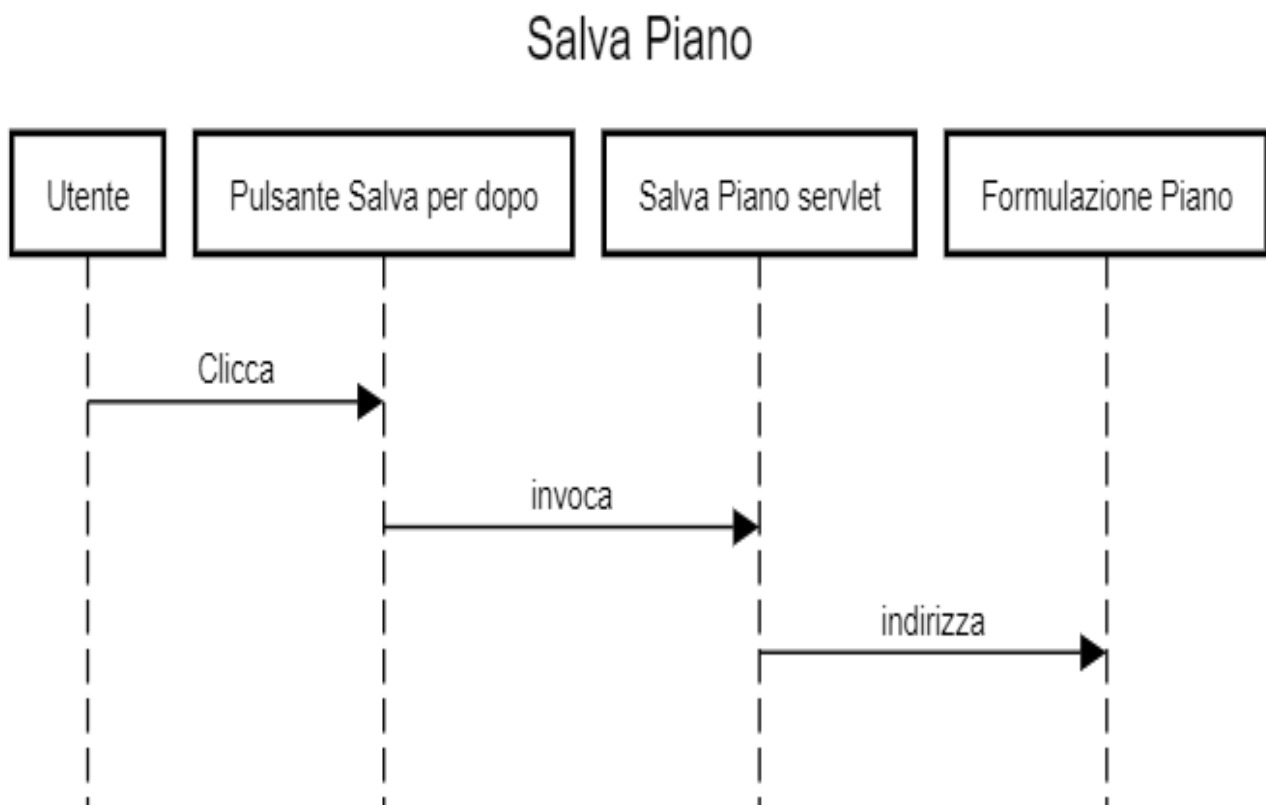 Salva Piano
Utente
Pulsante Salva per dopo
Salva Piano servlet
Formulazione Piano
Clicca
invoca
indirizza